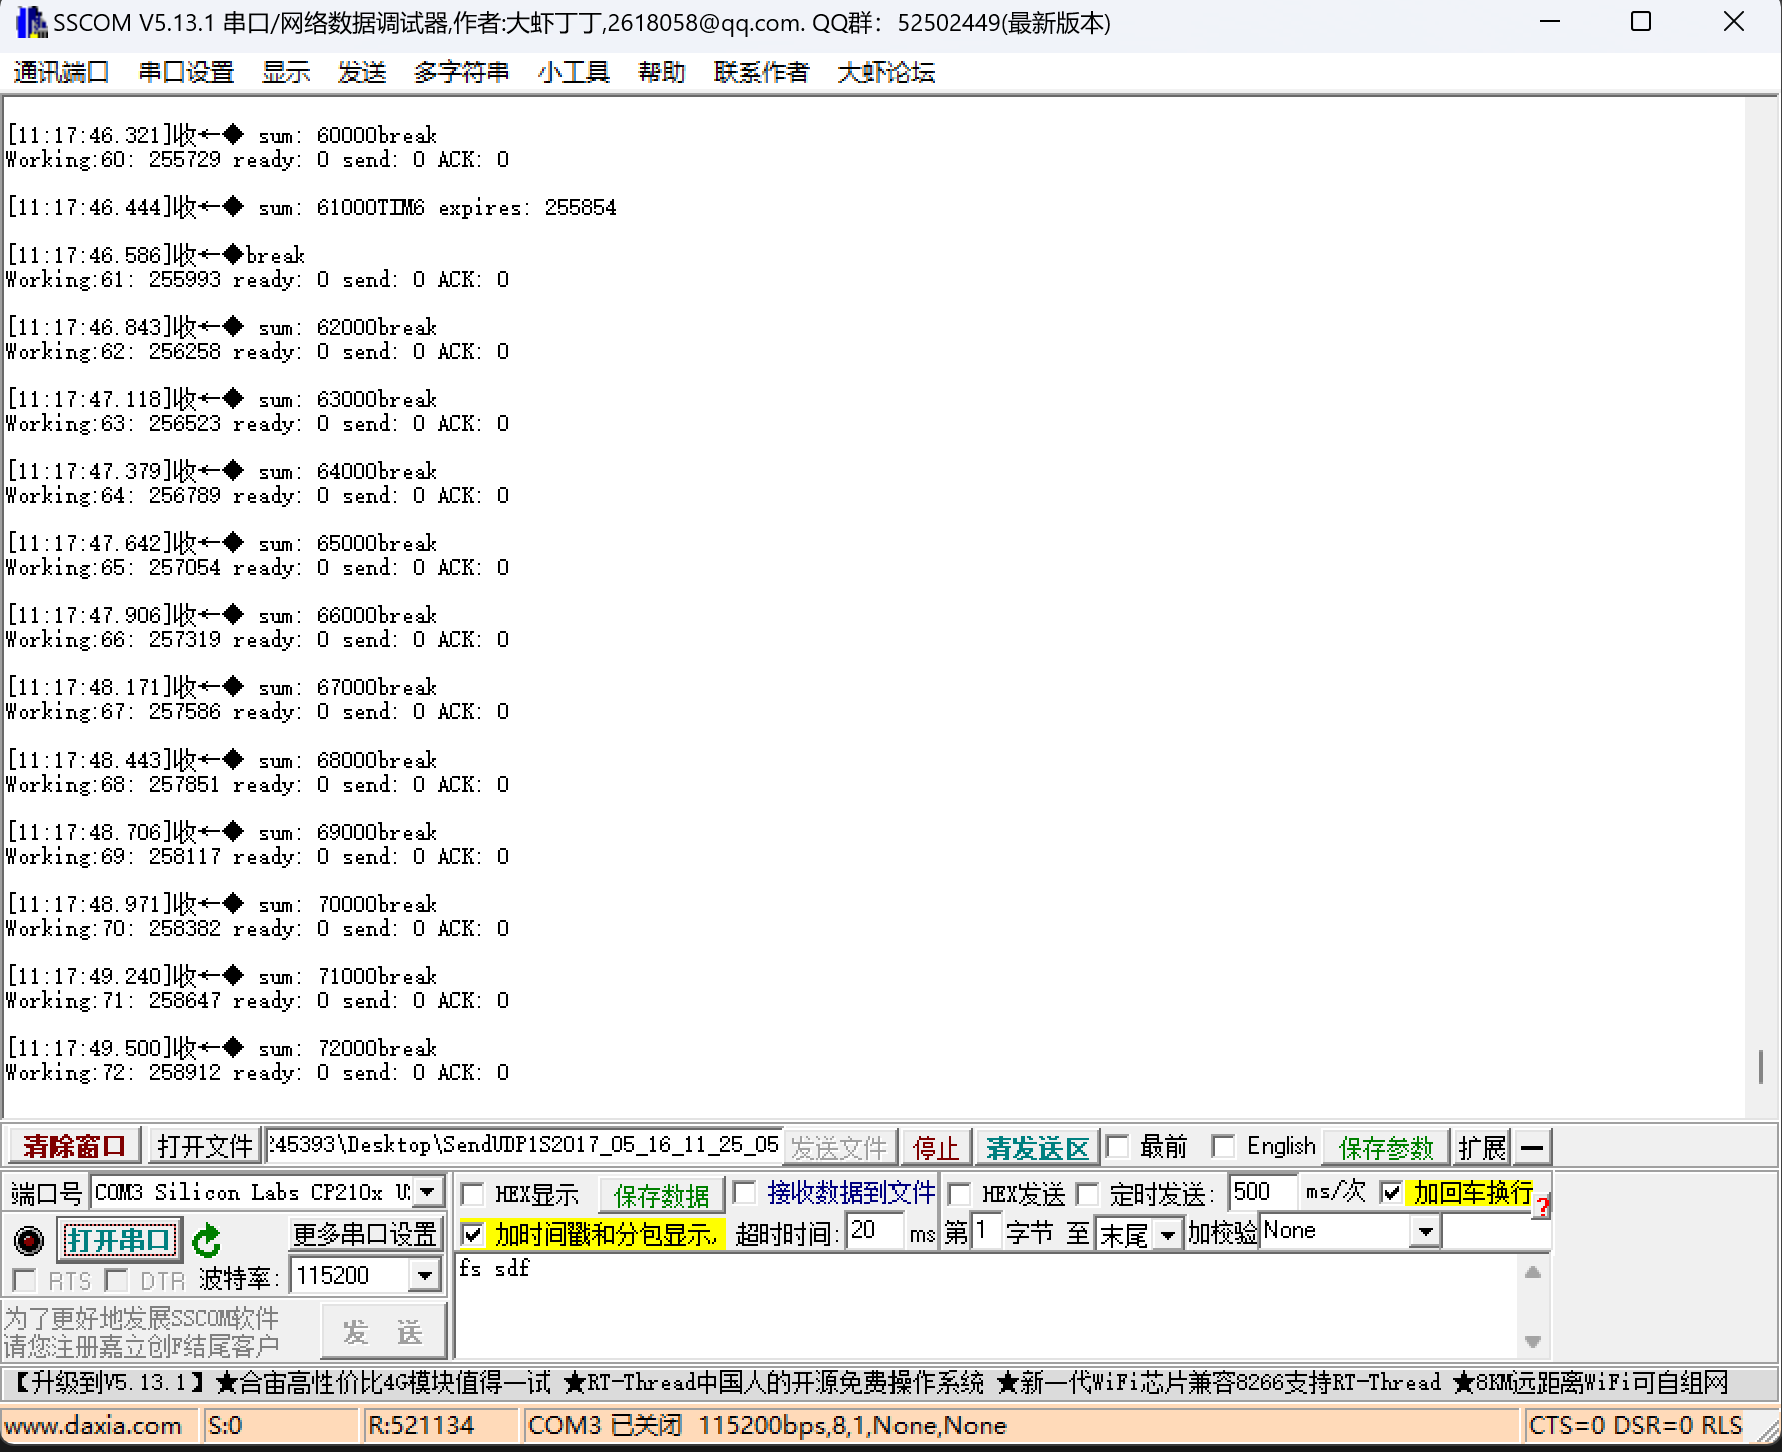 SSCOM V5.13.1 串口/网络数据调试器,作者:大虾丁丁,2618058@qq.com. QQ群： 52502449(最新版本)
通讯端口 串口设置 显示 发送 多字符串 小工具 帮助 联系作者 大虾论坛
[11:17:46.321]收←◆ sum: 60000break
Working:60: 255729 ready: 0 send: 0 ACK: 0
[11:17:46.444]收←◆ sum: 61000TIM6 expires: 255854
[11:17:46.586]收←◆break
Working:61: 255993 ready: 0 send: 0 ACK: 0
[11:17:46.843]收←◆ sum: 62000break
Working:62: 256258 ready: 0 send: 0 ACK: 0
[11:17:47.118]收←◆ sum: 63000break
Working:63: 256523 ready: 0 send: 0 ACK: 0
[11:17:47.379]收←◆ sum: 64000break
Working:64: 256789 ready: 0 send: 0 ACK: 0
[11:17:47.642]收←◆ sum: 65000break
Working:65: 257054 ready: 0 send: 0 ACK: 0
[11:17:47.906]收←◆ sum: 66000break
Working:66: 257319 ready: 0 send: 0 ACK: 0
[11:17:48.171]收←◆ sum: 67000break
Working:67: 257586 ready: 0 send: 0 ACK: 0
[11:17:48.443]收←◆ sum: 68000break
Working:68: 257851 ready: 0 send: 0 ACK: 0
[11:17:48.706]收←◆ sum: 69000break
Working:69: 258117 ready: 0 send: 0 ACK: 0
[11:17:48.971]收←◆ sum: 70000break
Working:70: 258382 ready: 0 send: 0 ACK: 0
[11:17:49.240]收←◆ sum: 71000break
Working:71: 258647 ready: 0 send: 0 ACK: 0
[11:17:49.500]收←◆ sum: 72000break
Working:72: 258912 ready: 0 send: 0 ACK: 0
清除窗口 打开文件 245393\Desktop\SendUDP1S2017_05_16_11_25_05 发送文件 停止 清发送区 最前 English 保存参数 扩展 —
端口号 COM3 Silicon Labs CP210x U HEX显示 保存数据 接收数据到文件 HEX发送 定时发送: 500 ms/次 加回车换行 ?
打开串口 更多串口设置 加时间戳和分包显示, 超时时间: 20 ms 第 1 字节 至 末尾 加校验 None
RTS DTR 波特率: 115200 fs sdf
为了更好地发展SSCOM软件
请您注册嘉立创F结尾客户
发 送
【升级到V5.13.1】★合宙高性价比4G模块值得一试 ★RT-Thread中国人的开源免费操作系统 ★新一代WiFi芯片兼容8266支持RT-Thread ★8KM远距离WiFi可自组网
www.daxia.com S:0 R:521134 COM3 已关闭 115200bps,8,1,None,None CTS=0 DSR=0 RLS